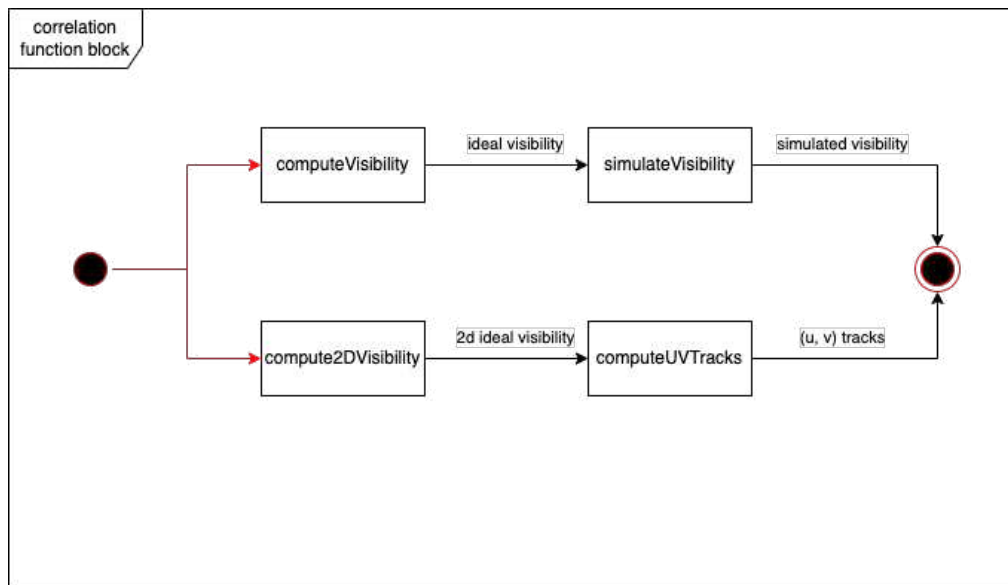 correlation
function block
computeVisibility
ideal visibility
simulateVisibility
simulated visibility
compute2DVisibility
2d ideal visibility
computeUVTracks
(u, v) tracks